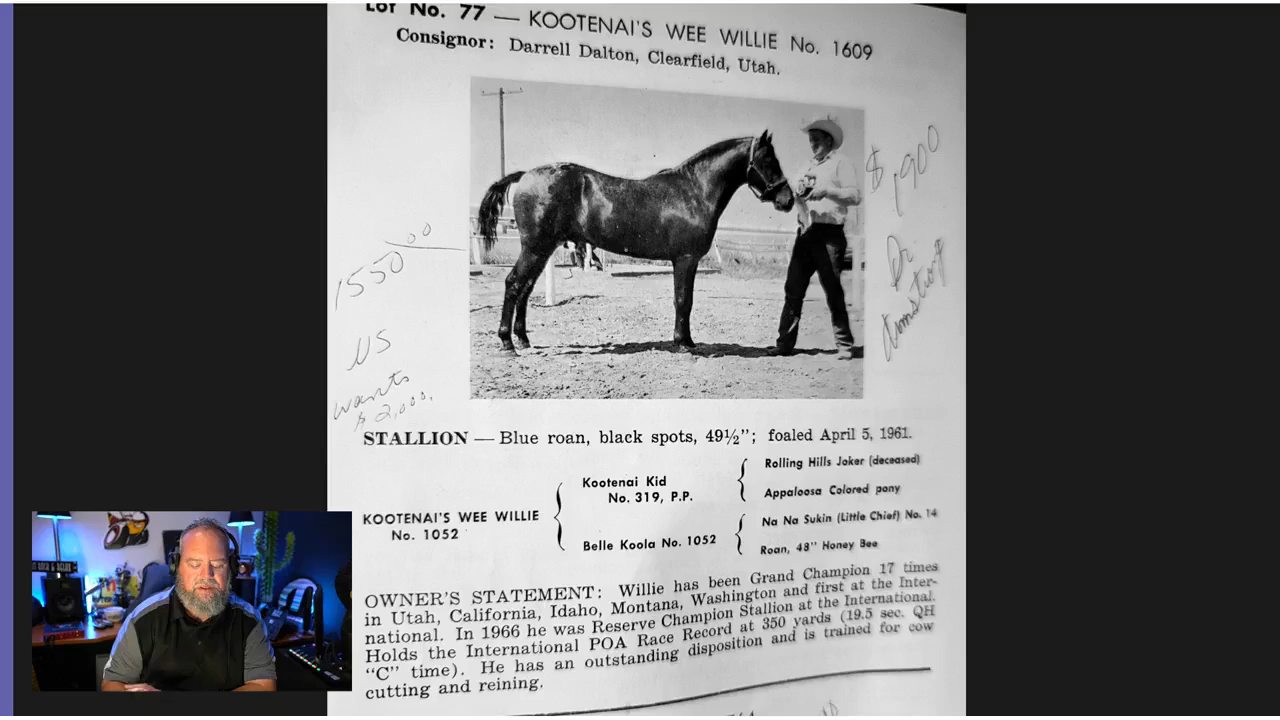 LOT NO. 77 — KOOTENAI'S WEE WILLIE No. 1609
Consignor: Darrell Dalton, Clearfield, Utah.
$ 1900
Dr.
Armstrong
1550 00
US
wants
$ 2,000.
STALLION — Blue roan, black spots, 49½"; foaled April 5, 1961.
Rolling Hills Joker (deceased)
Kootenai Kid
No. 319, P.P.
Appaloosa Colored pony
KOOTENAI'S WEE WILLIE
No. 1052
Na Na Sukin (Little Chief) No. 14
Belle Koola No. 1052
Roan, 48" Honey Bee
OWNER'S STATEMENT: Willie has been Grand Champion 17 times
in Utah, California, Idaho, Montana, Washington and first at the Inter-
national. In 1966 he was Reserve Champion Stallion at the International.
Holds the International POA Race Record at 350 yards (19.5 sec. QH
"C" time). He has an outstanding disposition and is trained for cow
cutting and reining.